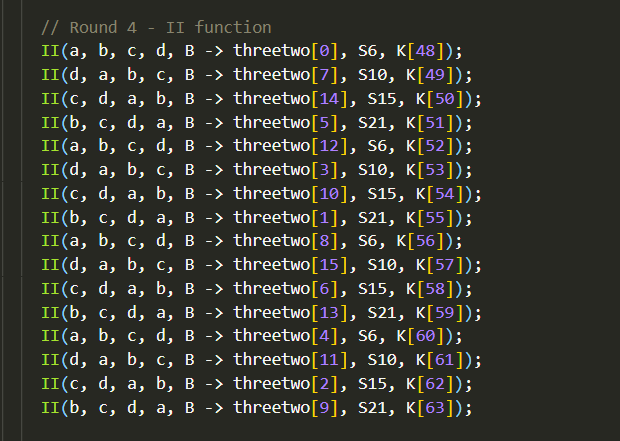 // Round 4 - II function
II(a, b, c, d, B -> threetwo[0], S6, K[48]);
II(d, a, b, c, B -> threetwo[7], S10, K[49]);
II(c, d, a, b, B -> threetwo[14], S15, K[50]);
II(b, c, d, a, B -> threetwo[5], S21, K[51]);
II(a, b, c, d, B -> threetwo[12], S6, K[52]);
II(d, a, b, c, B -> threetwo[3], S10, K[53]);
II(c, d, a, b, B -> threetwo[10], S15, K[54]);
II(b, c, d, a, B -> threetwo[1], S21, K[55]);
II(a, b, c, d, B -> threetwo[8], S6, K[56]);
II(d, a, b, c, B -> threetwo[15], S10, K[57]);
II(c, d, a, b, B -> threetwo[6], S15, K[58]);
II(b, c, d, a, B -> threetwo[13], S21, K[59]);
II(a, b, c, d, B -> threetwo[4], S6, K[60]);
II(d, a, b, c, B -> threetwo[11], S10, K[61]);
II(c, d, a, b, B -> threetwo[2], S15, K[62]);
II(b, c, d, a, B -> threetwo[9], S21, K[63]);